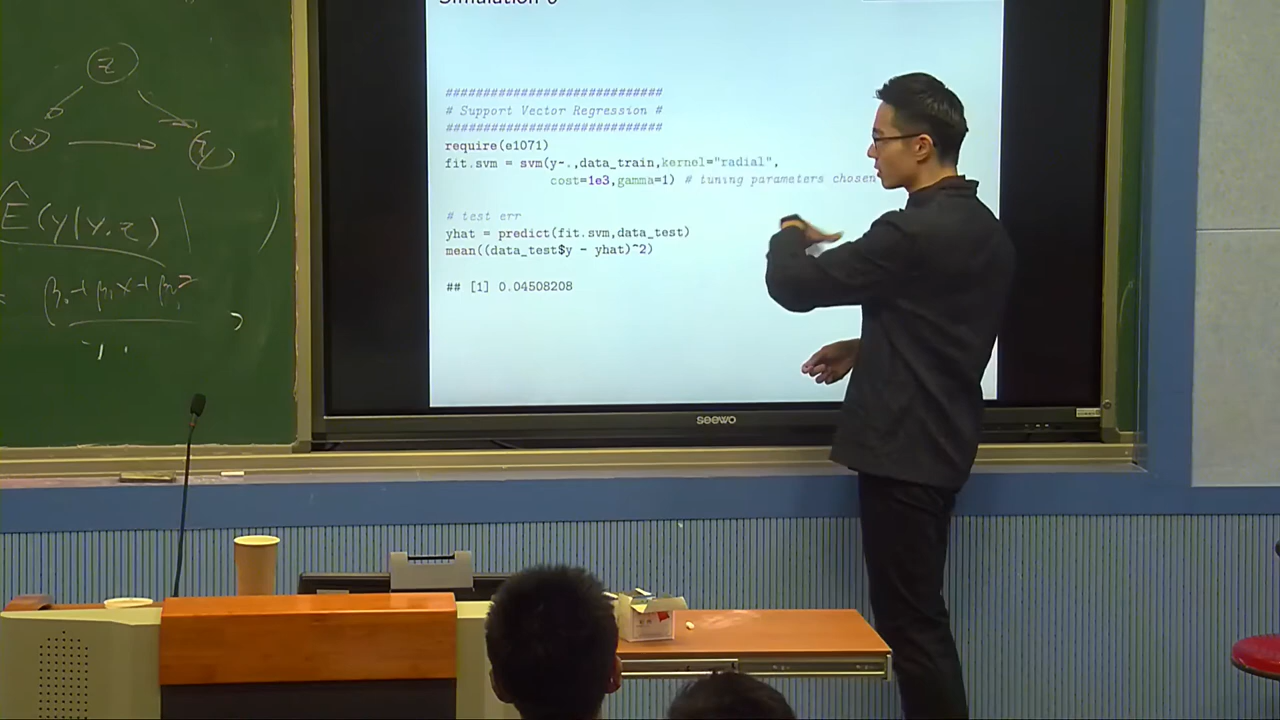 z
x
y
Ê(y|y.z)
Simulation 6
###########################
# Support Vector Regression #
###########################
require(e1071)
fit.svm = svm(y~.,data_train,kernel="radial",
cost=1e3,gamma=1) # tuning parameters chosen
# test err
yhat = predict(fit.svm,data_test)
mean((data_test$y - yhat)^2)
## [1] 0.04508208
seewo